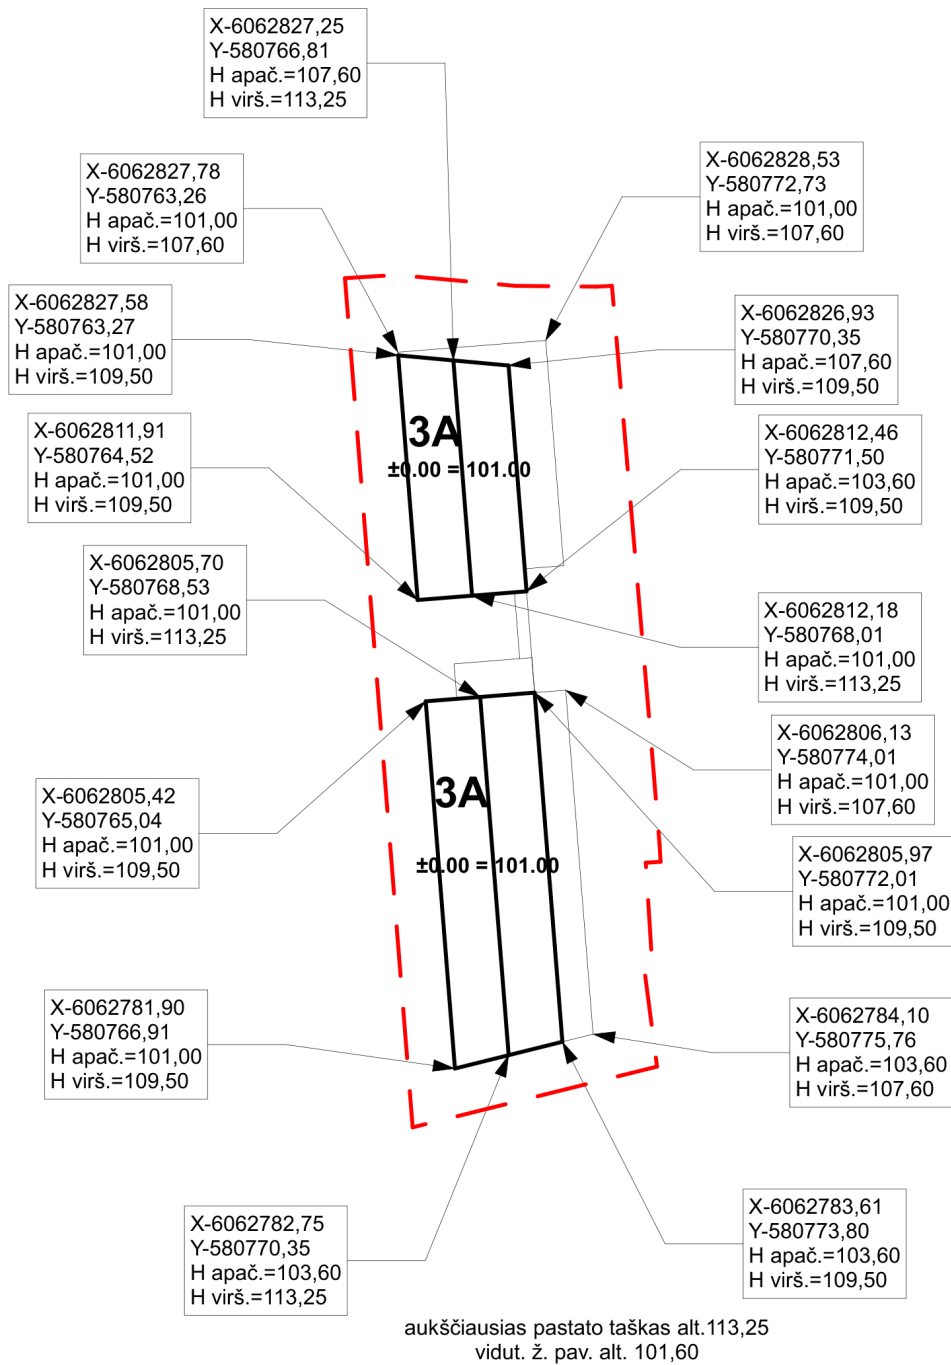 X-6062827,25
Y-580766,81
H apač.=107,60
H virš.=113,25
X-6062827,78
Y-580763,26
H apač.=101,00
H virš.=107,60
X-6062828,53
Y-580772,73
H apač.=101,00
H virš.=107,60
X-6062827,58
Y-580763,27
H apač.=101,00
H virš.=109,50
X-6062826,93
Y-580770,35
H apač.=107,60
H virš.=109,50
3A
±0.00 = 101.00
X-6062811,91
Y-580764,52
H apač.=101,00
H virš.=109,50
X-6062812,46
Y-580771,50
H apač.=103,60
H virš.=109,50
X-6062805,70
Y-580768,53
H apač.=101,00
H virš.=113,25
X-6062812,18
Y-580768,01
H apač.=101,00
H virš.=113,25
X-6062806,13
Y-580774,01
H apač.=101,00
H virš.=107,60
3A
±0.00 = 101.00
X-6062805,42
Y-580765,04
H apač.=101,00
H virš.=109,50
X-6062805,97
Y-580772,01
H apač.=101,00
H virš.=109,50
X-6062781,90
Y-580766,91
H apač.=101,00
H virš.=109,50
X-6062784,10
Y-580775,76
H apač.=103,60
H virš.=107,60
X-6062782,75
Y-580770,35
H apač.=103,60
H virš.=113,25
X-6062783,61
Y-580773,80
H apač.=103,60
H virš.=109,50
aukščiausias pastato taškas alt.113,25
vidut. ž. pav. alt. 101,60